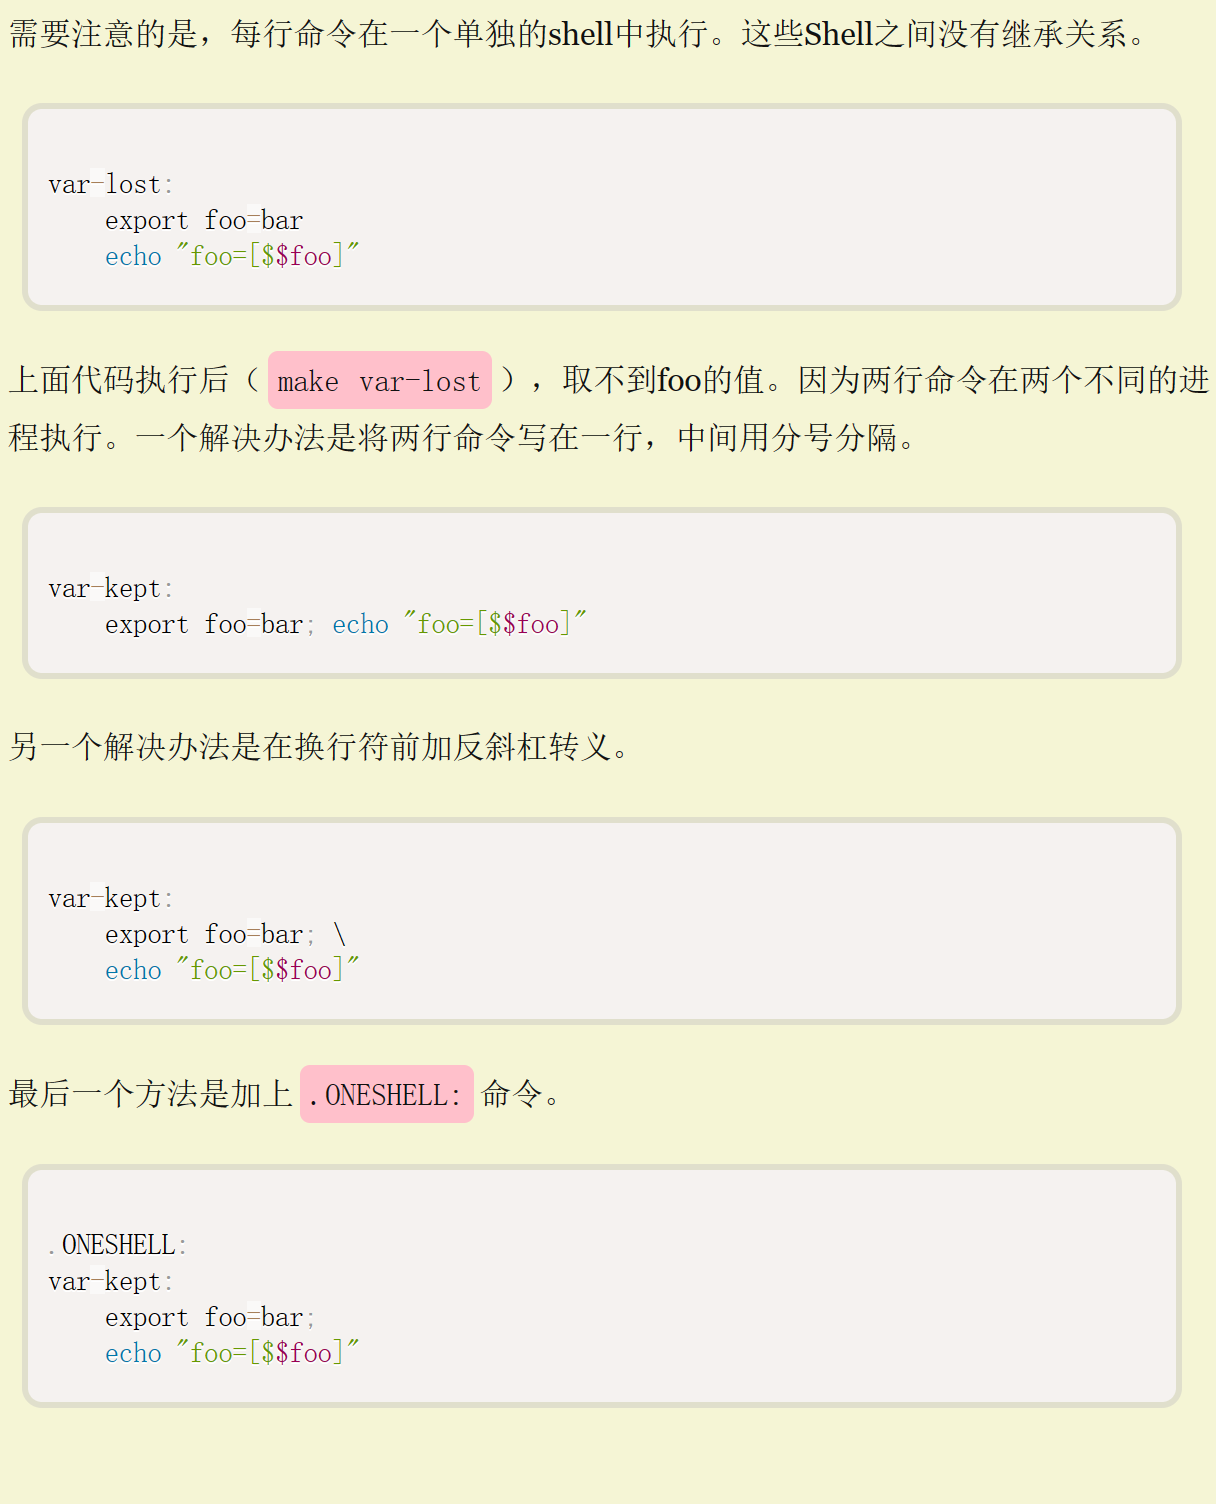 需要注意的是，每行命令在一个单独的shell中执行。这些Shell之间没有继承关系。
var-lost:
    export foo=bar
    echo "foo=[$$foo]"
上面代码执行后（ make var-lost ），取不到foo的值。因为两行命令在两个不同的进
程执行。一个解决办法是将两行命令写在一行，中间用分号分隔。
var-kept:
    export foo=bar; echo "foo=[$$foo]"
另一个解决办法是在换行符前加反斜杠转义。
var-kept:
    export foo=bar; \
    echo "foo=[$$foo]"
最后一个方法是加上 .ONESHELL: 命令。
.ONESHELL:
var-kept:
    export foo=bar;
    echo "foo=[$$foo]"